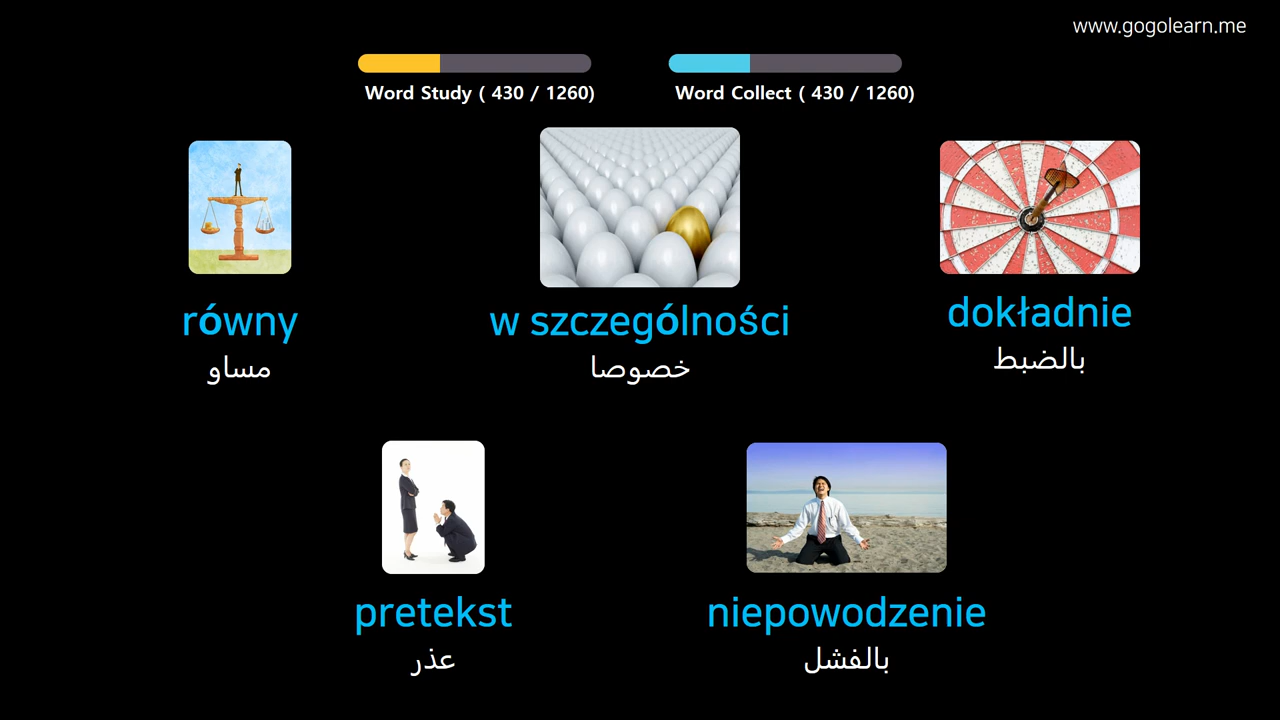 www.gogolearn.me
Word Study ( 430 / 1260)
Word Collect ( 430 / 1260)
równy
مساو
w szczególności
خصوصا
dokładnie
بالضبط
pretekst
عذر
niepowodzenie
بالفشل